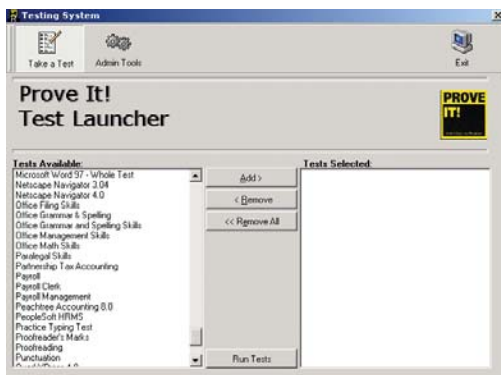 Testing System
Take a Test
Admin Tools
Exit
Prove It!
Test Launcher
PROVE
IT!
Tests Available:
Tests Selected:
Microsoft Word 97 - Whole Test
Netscape Navigator 3.04
Netscape Navigator 4.0
Office Filing Skills
Office Grammar & Spelling
Office Grammar and Spelling Skills
Office Management Skills
Office Math Skills
Paralegal Skills
Partnership Tax Accounting
Payroll
Payroll Clerk
Payroll Management
Peachtree Accounting 8.0
PeopleSoft HRMS
Practice Typing Test
Proofreader's Marks
Proofreading
Punctuation
Add >
< Remove
<< Remove All
Run Tests